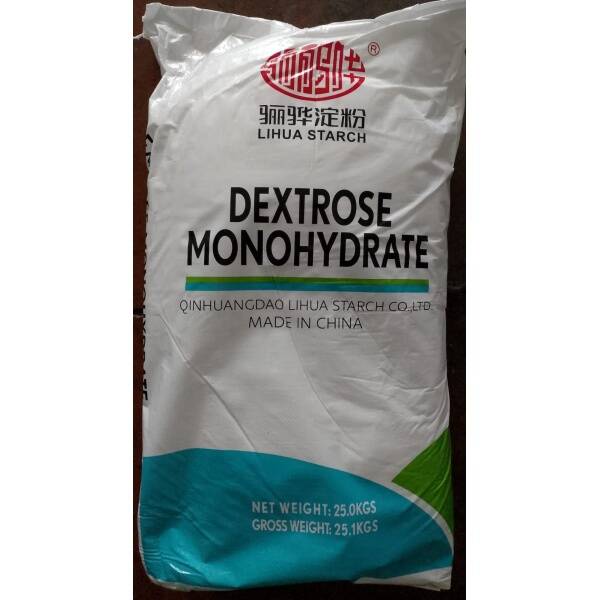 ®
骊骅淀粉
LIHUA STARCH
DEXTROSE
MONOHYDRATE
QINHUANGDAO LIHUA STARCH CO.,LTD.
MADE IN CHINA
NET WEIGHT: 25.0KGS
GROSS WEIGHT: 25.1KGS